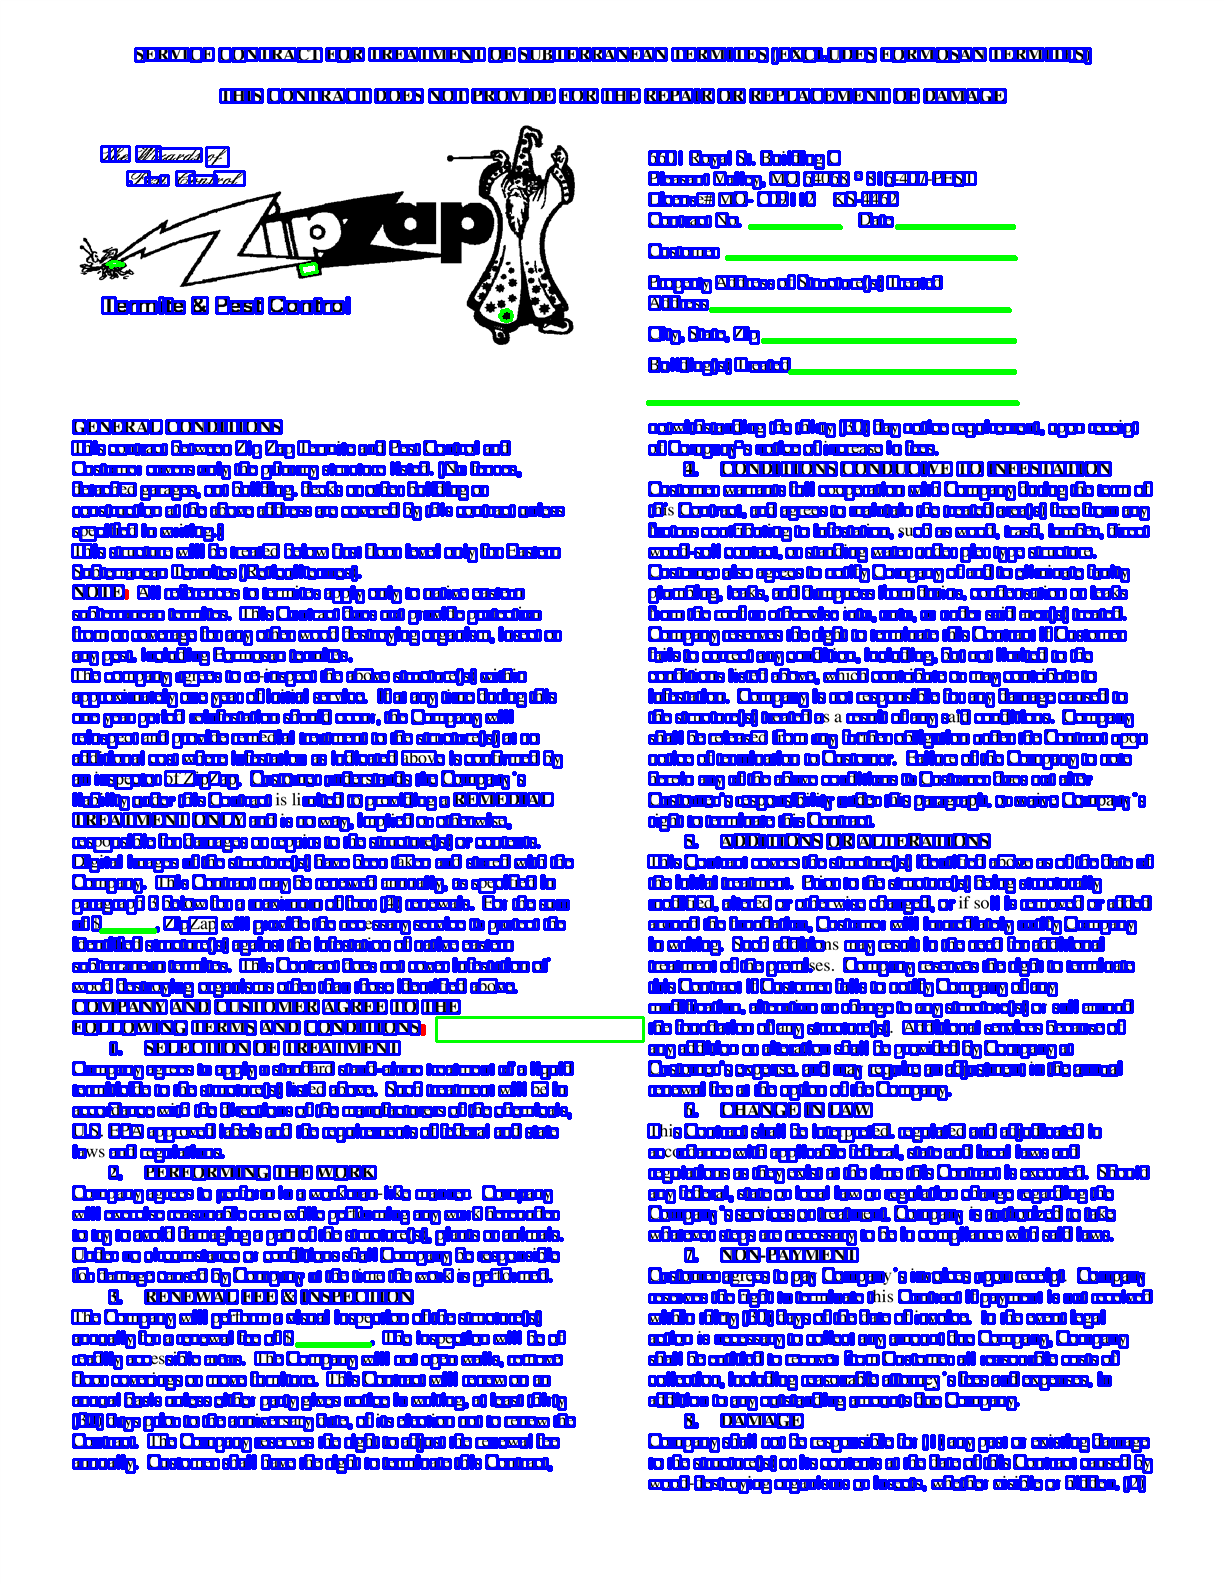 SERVICE CONTRACT FOR TREATMENT OF SUBTERRANEAN TERMITES (EXCLUDES FORMOSAN TERMITES)
THIS CONTRACT DOES NOT PROVIDE FOR THE REPAIR OR REPLACEMENT OF DAMAGE
The Wizards of
Pest Control
ZipZap
Termite & Pest Control
Royal St. Building C
Pleasant Valley, MO
Contract No. Date
Customer
Property Address of Structure(s) Treated
Address
City, State, Zip
Building(s) Treated
GENERAL CONDITIONS
This contract between Zip Zap Termite and Pest Control and
Customer covers only the primary structure listed. (No fences,
detached garages, out building, decks or other building or
construction at the above address are covered by this contract unless
specified in writing.)
This structure will be treated below first floor level only for Eastern
Subterranean Termites (Reticulitermes).
NOTE: All references to termites apply only to native eastern
subterranean termites. This Contract does not provide protection
from or coverage for any other wood destroying organism, insect or
any pest, including Formosan termites.
The company agrees to re-inspect the above structure(s) within
approximately one year of initial service. If at any time during this
one year period reinfestation should occur, the Company will
reinspect and provide remedial treatment to the structure(s) at no
additional cost where infestation as indicated above is confirmed by
an inspector of ZipZap. Customer understands the Company's
liability under this Contract is limited to providing a REMEDIAL
TREATMENT ONLY and is no way, implied or otherwise,
responsible for damages or repairs to the structure(s) or contents.
Digital Images of the structure(s) have been taken and stored with the
Company. This Contract may be renewed annually, as specified in
paragraph 3 below for a maximum of four (4) renewals. For the sum
of $ , ZipZap will provide the necessary service to protect the
identified structure(s) against the infestation of native eastern
subterranean termites. This Contract does not cover infestation of
wood destroying organisms other than those identified above.
COMPANY AND CUSTOMER AGREE TO THE
FOLLOWING TERMS AND CONDITIONS:
1. SELECTION OF TREATMENT
Company agrees to apply a standard stand-alone treatment of a liquid
termiticide to the structure(s) listed above. Such treatment will be in
accordance with the directions of the manufacturers of the chemicals,
U.S. EPA approved labels and the requirements of federal and state
laws and regulations.
2. PERFORMING THE WORK
Company agrees to perform in a workman-like manner. Company
will exercise reasonable care while performing any work hereunder
to try to avoid damaging a part of the structure(s), plants or animals.
Under no circumstance or conditions shall Company be responsible
for damage caused by Company at the time the work is performed.
3. RENEWAL FEE & INSPECTION
The Company will perform a visual inspection of the structure(s)
annually for a renewal fee of $ . The inspection will be of
readily accessible areas. The Company will not open walls, remove
floor coverings or move furniture. This Contract will renew on an
annual basis unless either party gives notice, in writing, at least thirty
(30) days prior to the anniversary date, of its election not to renew the
Contract. The Company reserves the right to adjust the renewal fee
annually. Customer shall have the right to terminate this Contract,
notwithstanding the thirty (30) day notice requirement, upon receipt
of Company's notice of increase in fees.
4. CONDITIONS CONDUCIVE TO INFESTATION
Customer warrants full cooperation with Company during the term of
this Contract, and agrees to maintain the treated area(s) free from any
factors contributing to infestation, such as wood, trash, lumber, direct
wood-soil contact, or standing water under pier type structure.
Customer also agrees to notify Company of and to eliminate faulty
plumbing, leaks, and dampness from drains, condensation or leaks
from the roof or otherwise into, onto, or under said area(s) treated.
Company reserves the right to terminate this Contract if Customer
fails to correct any condition, including, but not limited to the
conditions listed above, which contribute or may contribute to
infestation. Company is not responsible for any damage caused to
the structure(s) treated as a result of any said conditions. Company
shall be released from any further obligation under the Contract upon
notice of termination to Customer. Failure of the Company to note
herein any of the above conditions to Customer does not alter
Customer's responsibility under this paragraph, or waive Company's
right to terminate this Contract.
5. ADDITIONS OR ALTERATIONS
This Contract covers the structure(s) identified above as of the date of
the initial treatment. Prior to the structure(s) being structurally
modified, altered or otherwise changed, or if soil is removed or added
around the foundation, Customer will immediately notify Company
in writing. Such additions may result in the need for additional
treatment of the premises. Company reserves the right to terminate
this Contract if Customer fails to notify Company of any
modification, alteration or change to any structure(s) or soil around
the foundation of any structure(s). Additional services because of
any addition or alteration shall be provided by Company at
Customer's expense, and may require, an adjustment in the annual
renewal fee at the option of the Company.
6. CHANGE IN LAW
This Contract shall be interpreted, regulated and adjudicated in
accordance with applicable federal, state and local laws and
regulations as they exist at the time this Contract is executed. Should
any federal, state or local law or regulation change regarding the
Company's services or treatment, Company is authorized to take
whatever steps are necessary to be in compliance with said laws.
7. NON-PAYMENT
Customer agrees to pay Company's invoices upon receipt. Company
reserves the right to terminate this Contract if payment is not received
within thirty (30) days of the date of invoice. In the event legal
action is necessary to collect any amount due Company, Company
shall be entitled to recover from Customer all reasonable costs of
collection, including reasonable attorney's fees and expenses, in
addition to any outstanding amounts due Company.
8. DAMAGE
Company shall not be responsible for (1) any past or existing damage
to the structure(s) or its contents at the date of this Contract caused by
wood-destroying organisms or insects, whether visible or hidden, (2)